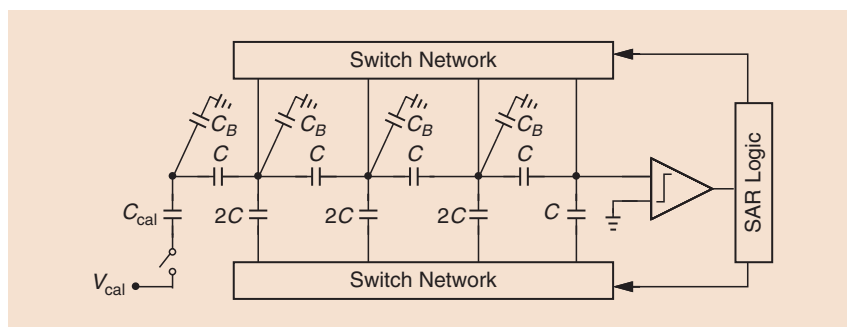 Switch Network
C_B
C_B
C_B
C_B
C
C
C
C
C_cal
2C
2C
2C
C
SAR Logic
V_cal
Switch Network